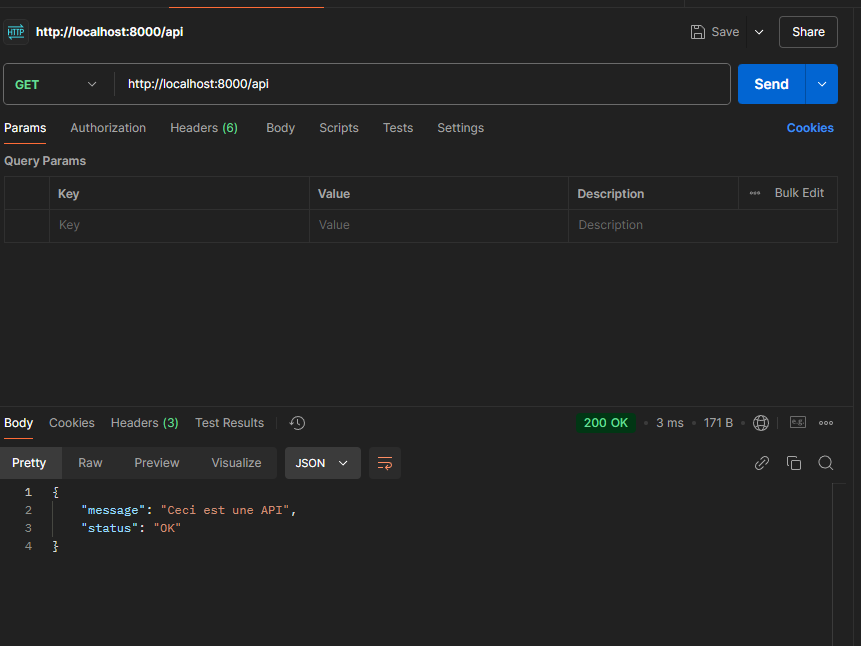 HTTP http://localhost:8000/api Save Share
GET http://localhost:8000/api Send
Params Authorization Headers (6) Body Scripts Tests Settings Cookies
Query Params
Key Value Description Bulk Edit
Key Value Description
Body Cookies Headers (3) Test Results 200 OK 3 ms 171 B e.g.
Pretty Raw Preview Visualize JSON
1 {
2 "message": "Ceci est une API",
3 "status": "OK"
4 }